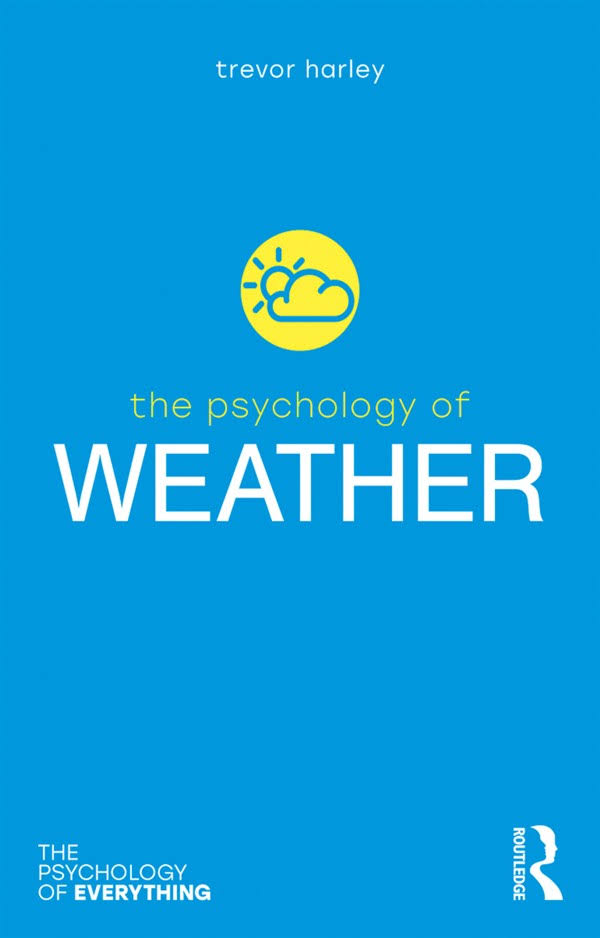 trevor harley
the psychology of
WEATHER
THE
PSYCHOLOGY
OF EVERYTHING
ROUTLEDGE